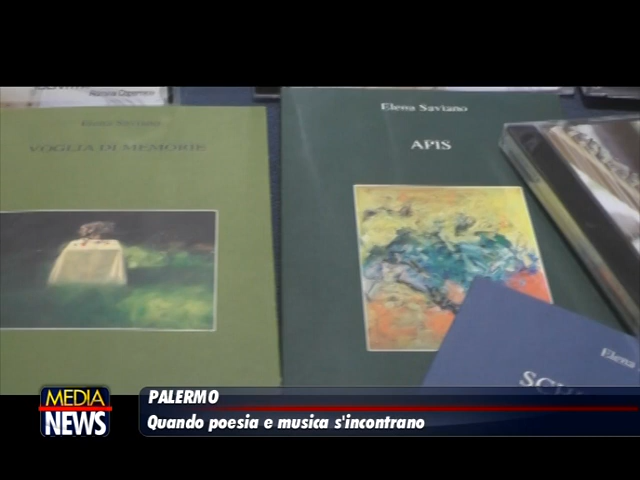 Elena Saviano
VOGLIA DI MEMORIE
Elena Saviano
APIS
Elena
MEDIA
NEWS
PALERMO
Quando poesia e musica s'incontrano